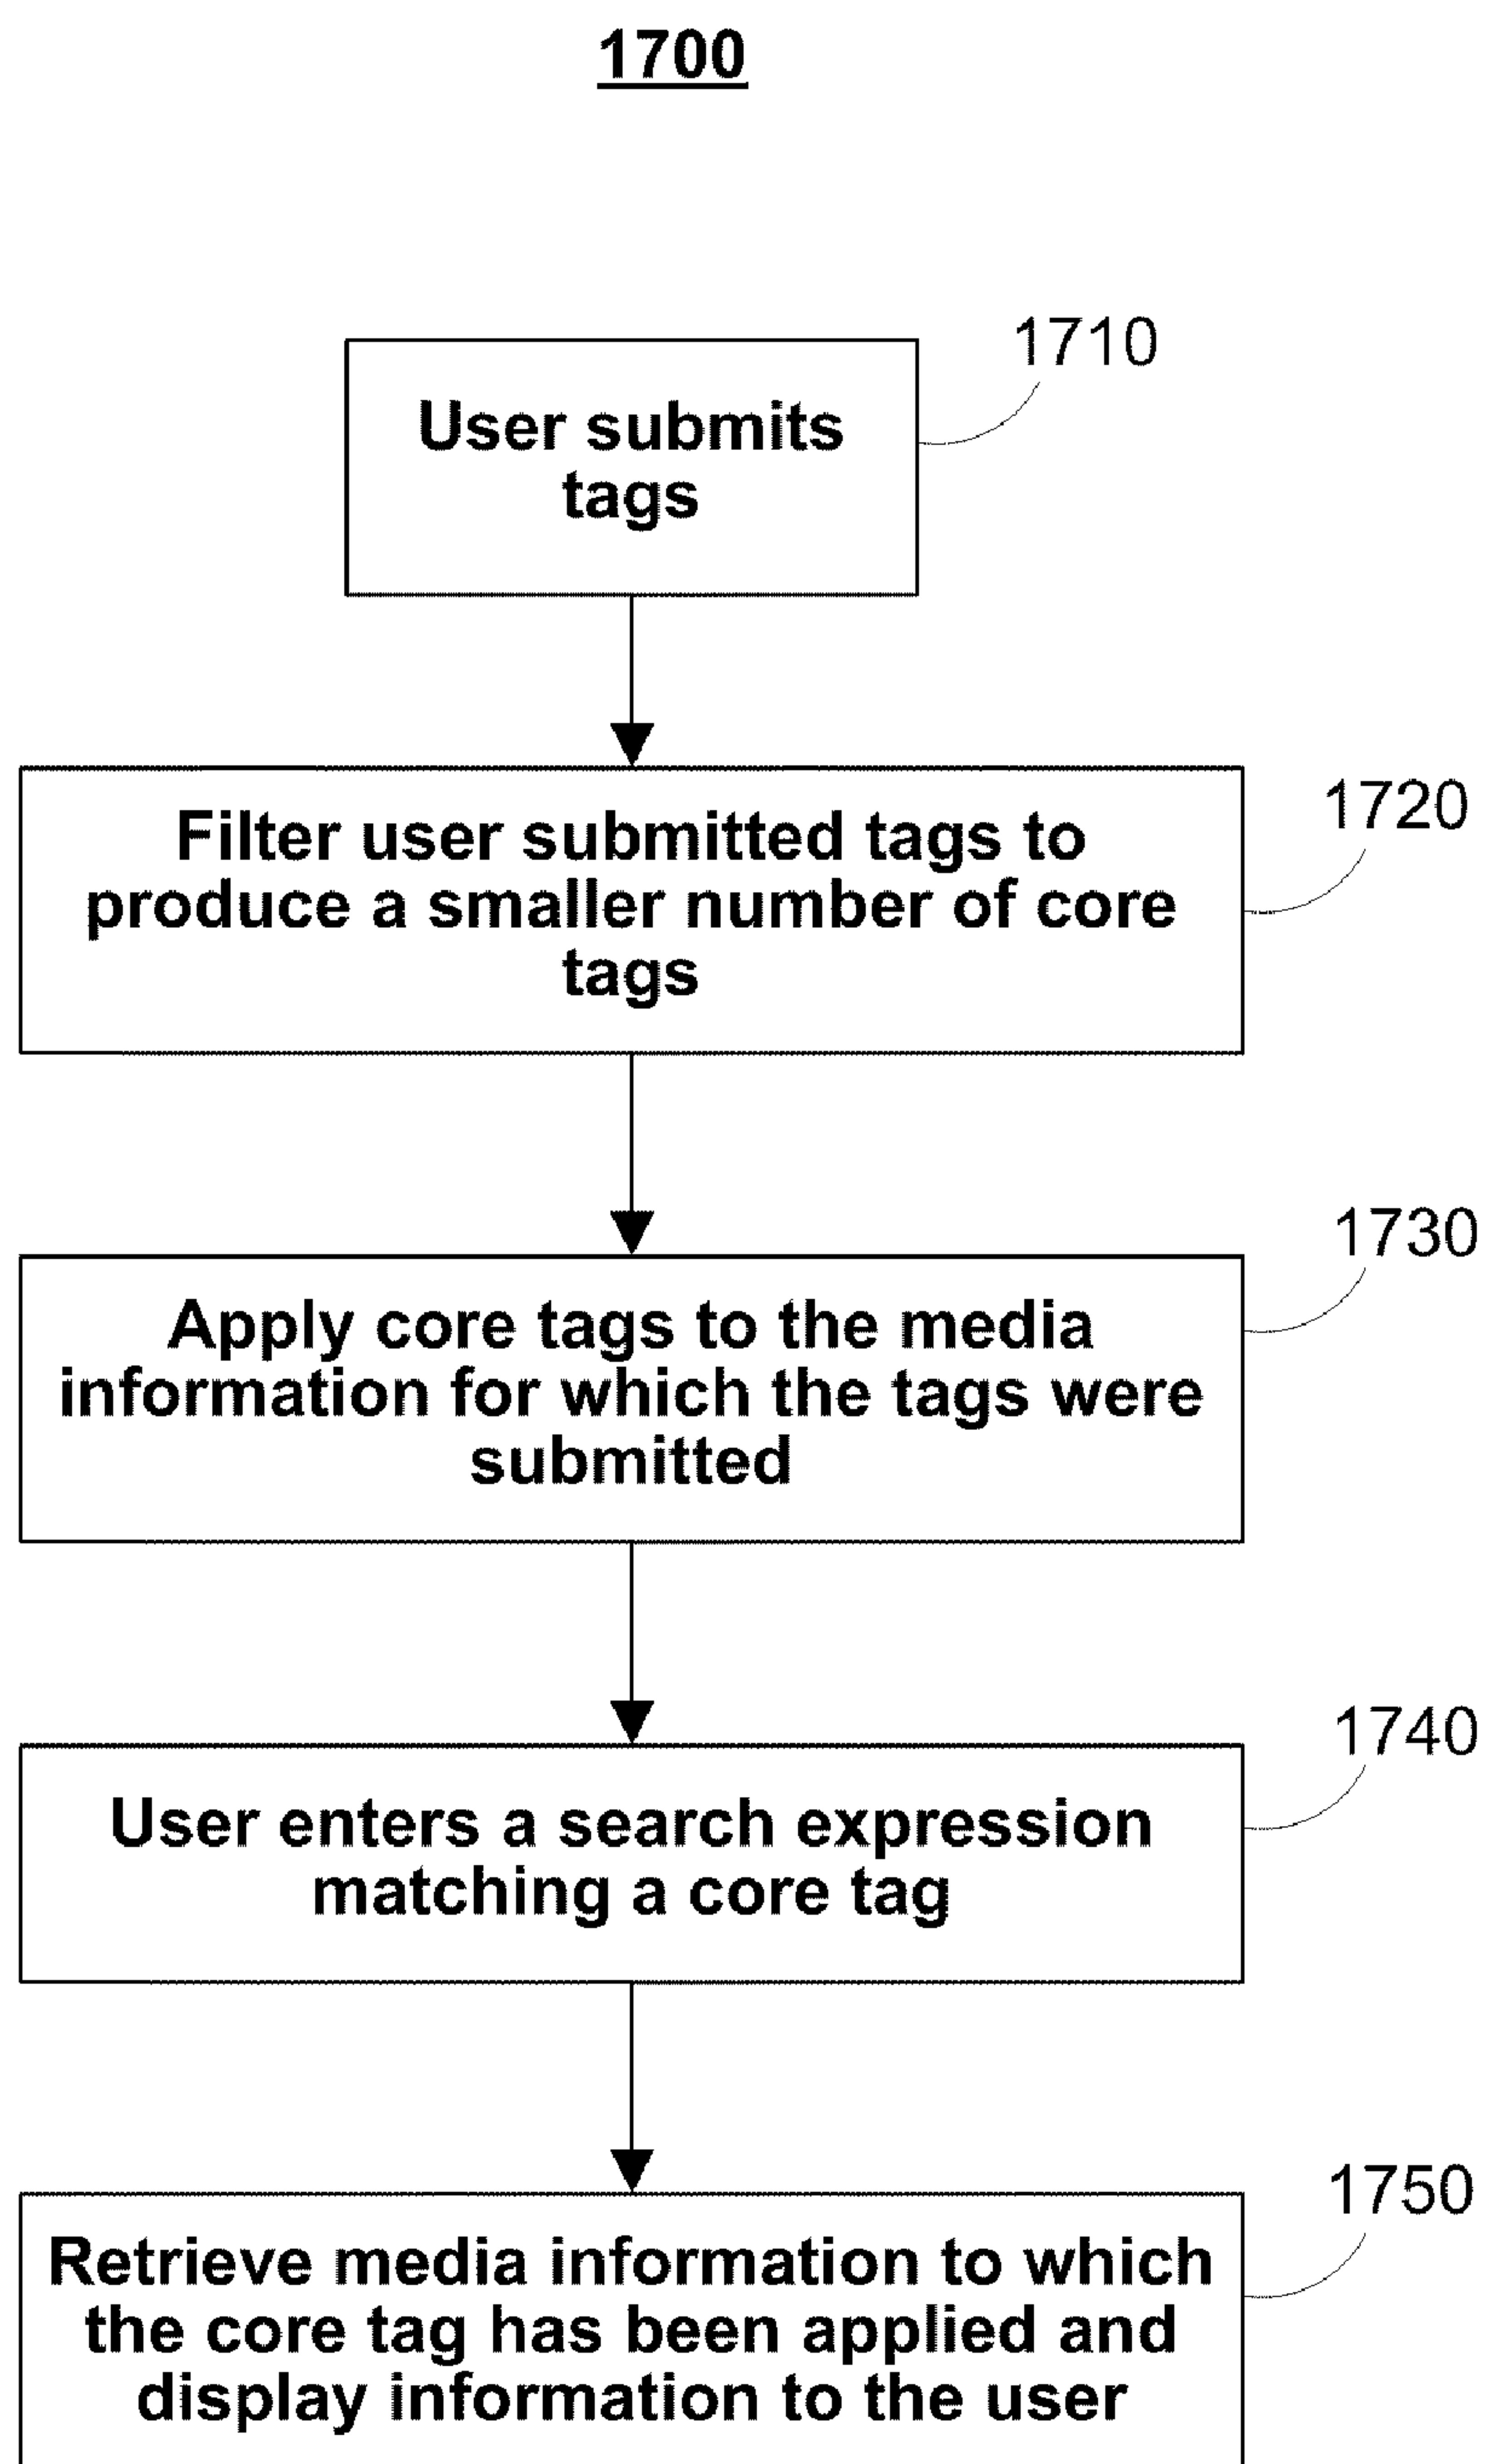 1700
1710
User submits
tags
1720
Filter user submitted tags to
produce a smaller number of core
tags
1730
Apply core tags to the media
information for which the tags were
submitted
1740
User enters a search expression
matching a core tag
1750
Retrieve media information to which
the core tag has been applied and
display information to the user